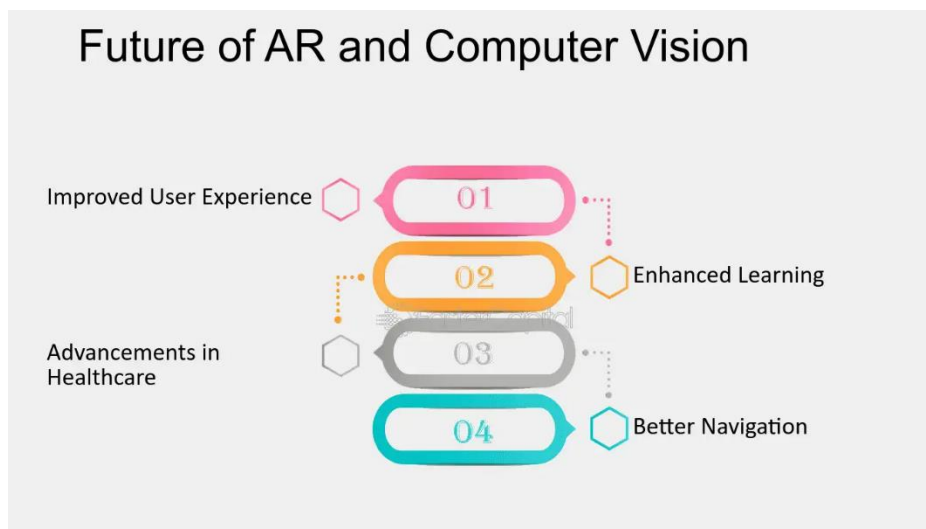 Future of AR and Computer Vision
Improved User Experience
01
02
Enhanced Learning
Advancements in
Healthcare
03
04
Better Navigation